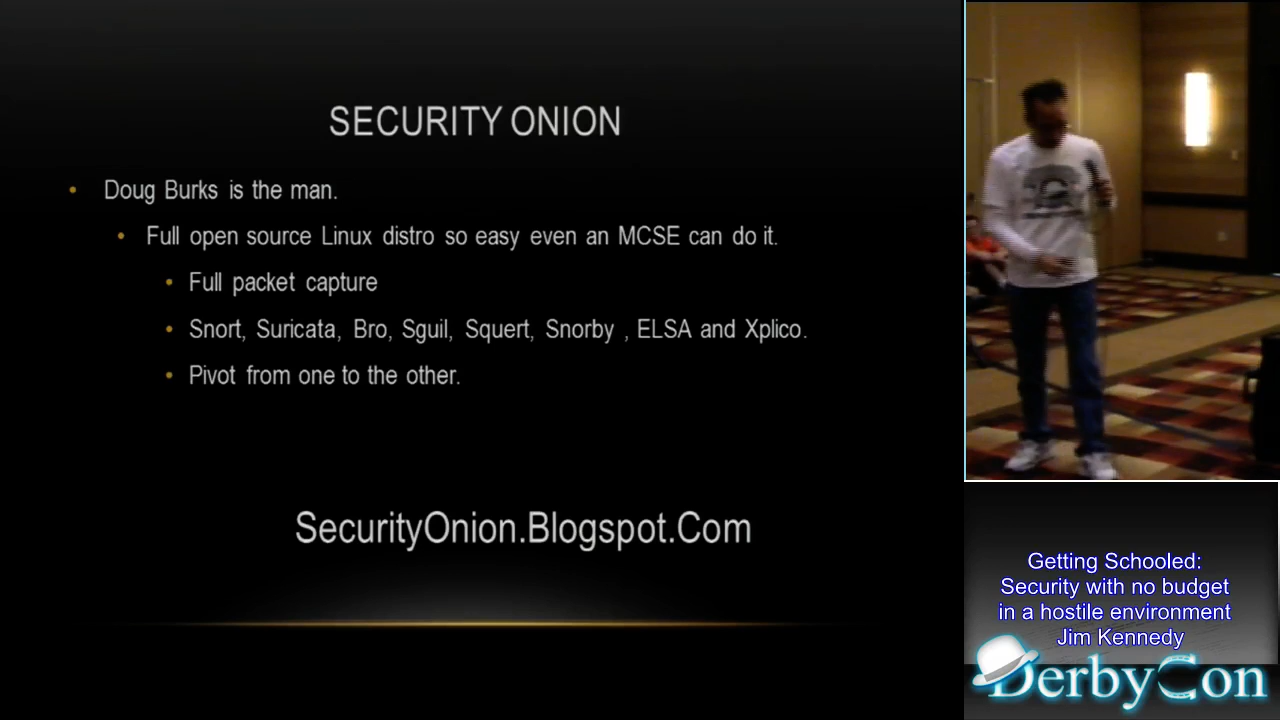 SECURITY ONION
• Doug Burks is the man.
• Full open source Linux distro so easy even an MCSE can do it.
• Full packet capture
• Snort, Suricata, Bro, Sguil, Squert, Snorby , ELSA and Xplico.
• Pivot from one to the other.
SecurityOnion.Blogspot.Com
Getting Schooled:
Security with no budget
in a hostile environment
Jim Kennedy
DerbyCon